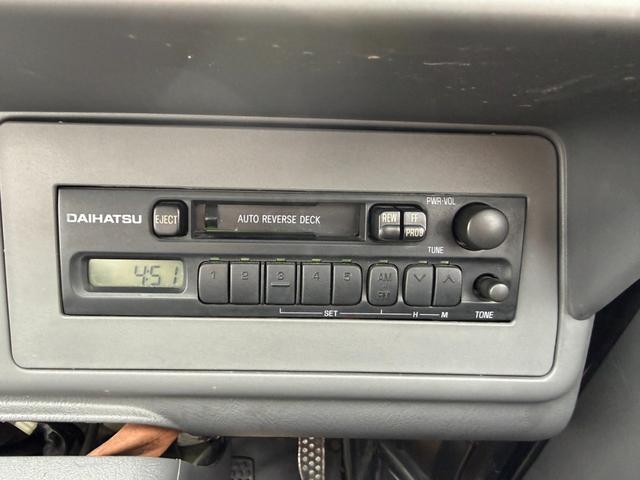 PWR·VOL
DAIHATSU EJECT AUTO REVERSE DECK REW FF
PROG
TUNE
4:51 1 2 3 4 5 AM
SET H M TONE